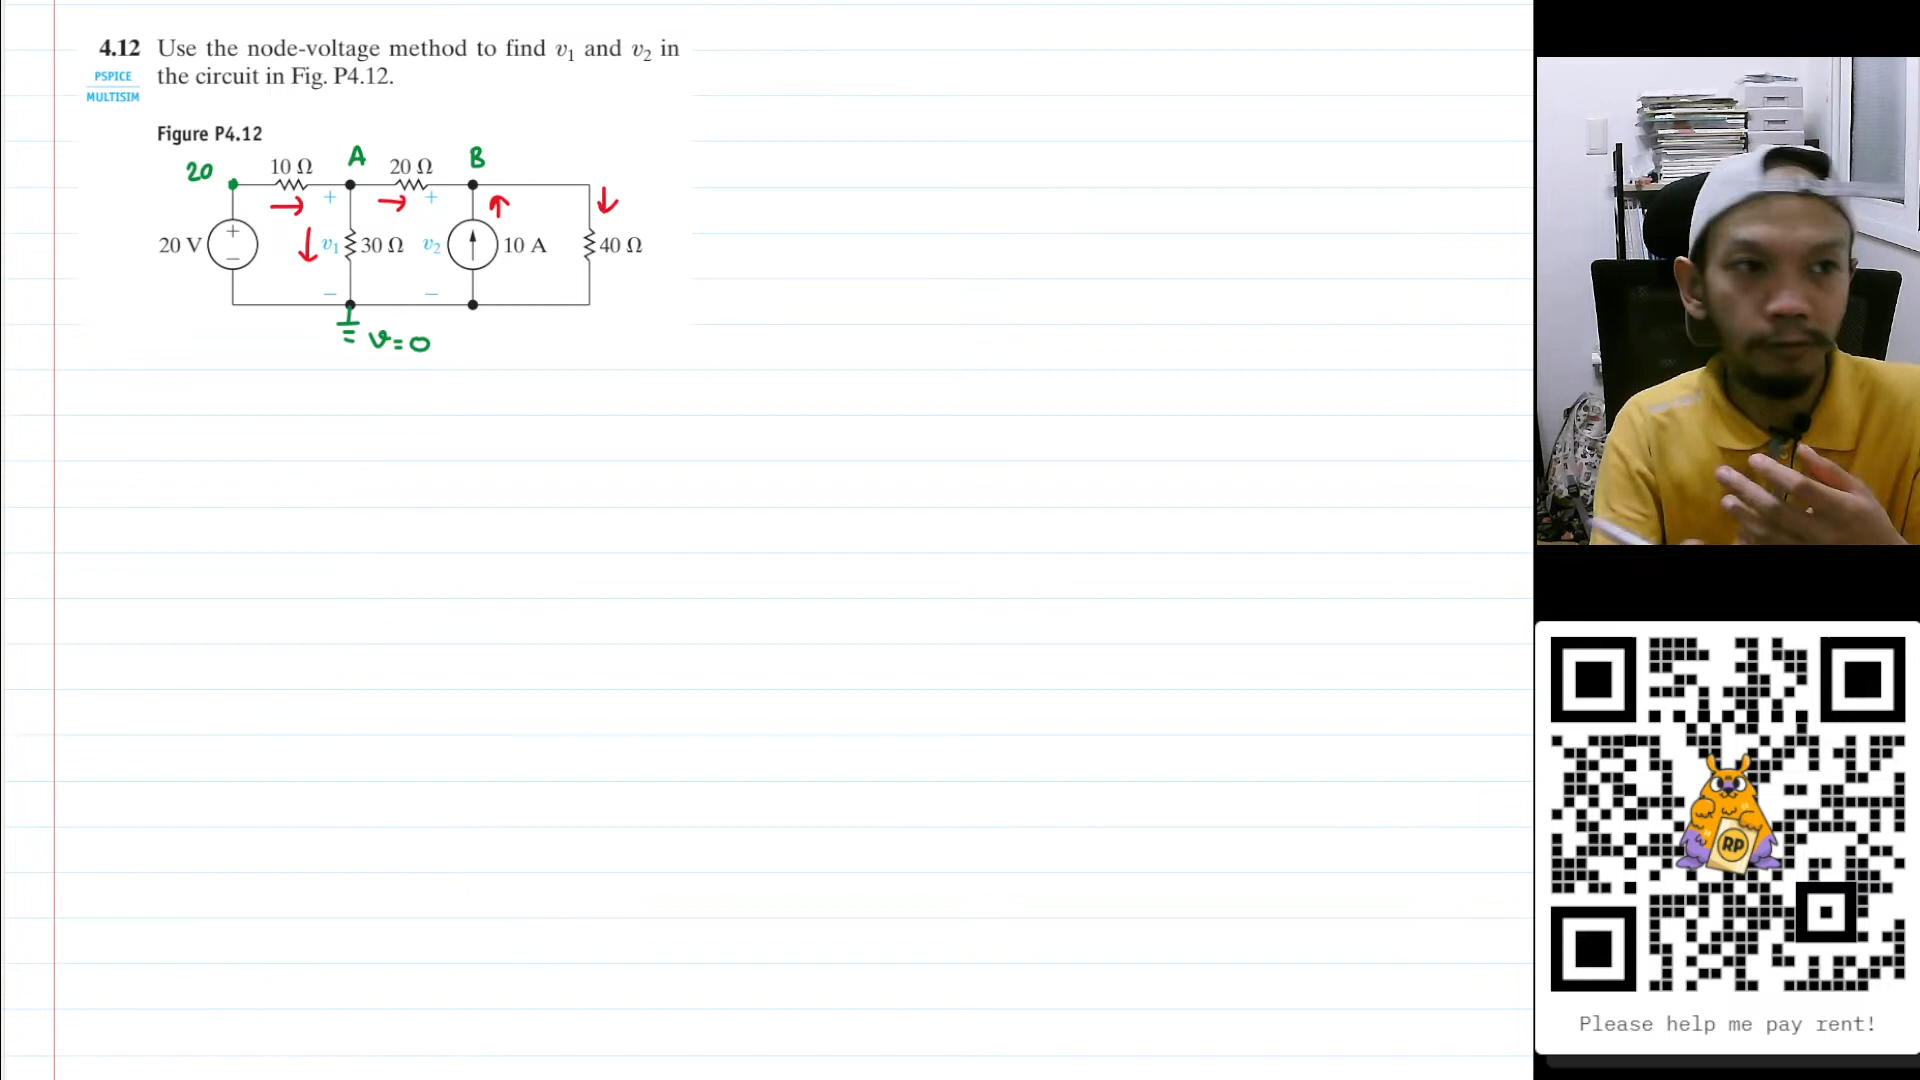 4.12 Use the node-voltage method to find v₁ and v₂ in
PSPICE the circuit in Fig. P4.12.
MULTISIM
Figure P4.12
20 10 Ω A 20 Ω B
+ +
20 V + − v₁ 30 Ω v₂ 10 A 40 Ω
− −
v=0
RP
Please help me pay rent!